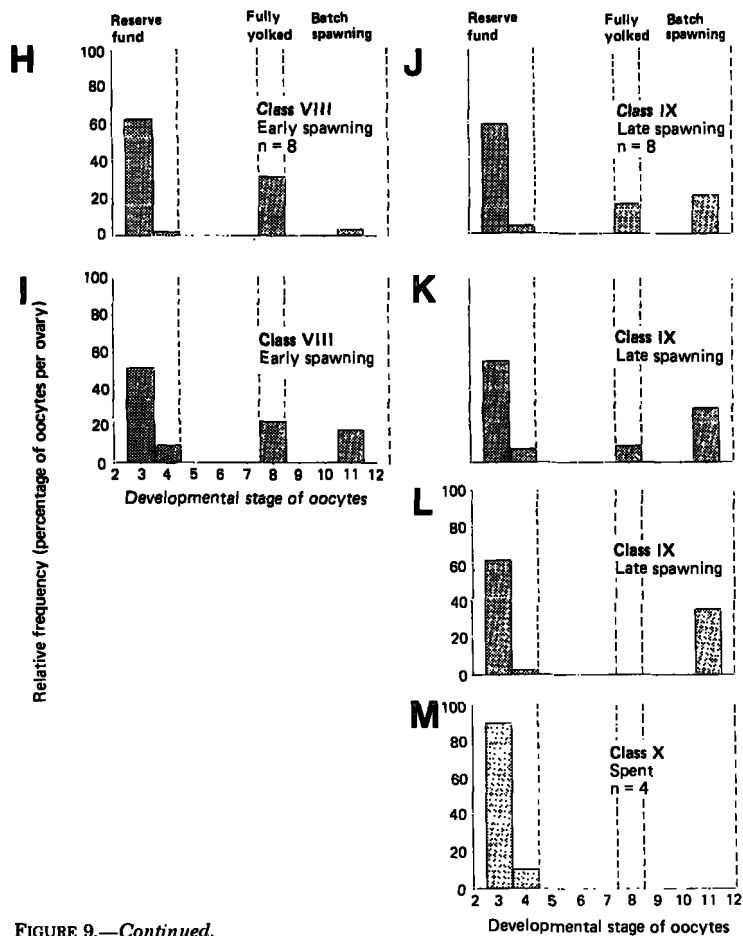 Reserve fund
Fully yolked
Batch spawning
H
100
80
60
40
20
0
Class VIII
Early spawning
n = 8
I
100
80
60
40
20
0
Class VIII
Early spawning
2 3 4 5 6 7 8 9 10 11 12
Developmental stage of oocytes
Relative frequency (percentage of oocytes per ovary)
Reserve fund
Fully yolked
Batch spawning
J
Class IX
Late spawning
n = 8
K
Class IX
Late spawning
L
100
80
60
40
20
0
Class IX
Late spawning
M
100
80
60
40
20
0
Class X
Spent
n = 4
2 3 4 5 6 7 8 9 10 11 12
Developmental stage of oocytes
FIGURE 9.—Continued.